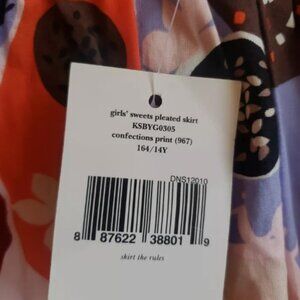 girls' sweets pleated skirt
KSBYG0305
confections print (967)
164/14Y
DNS12010
8 87622 38801 9
skirt the rules